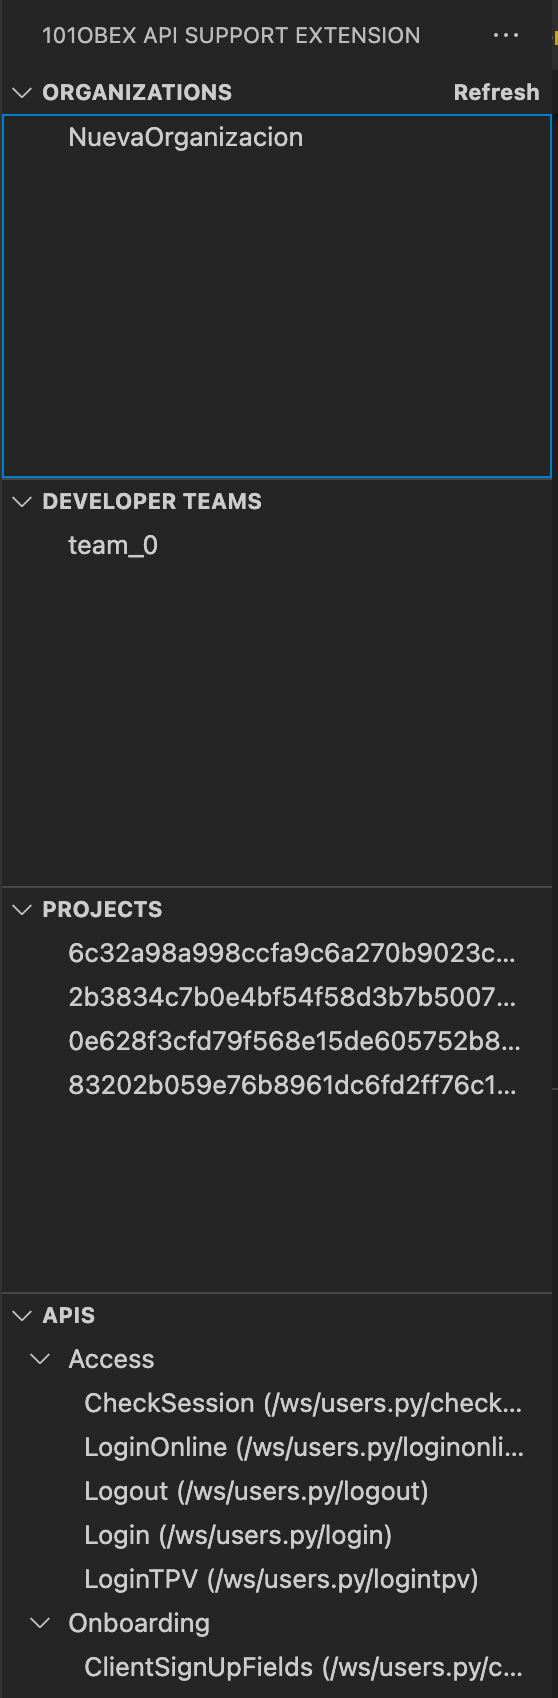 101OBEX API SUPPORT EXTENSION ...
ORGANIZATIONS Refresh
NuevaOrganizacion
DEVELOPER TEAMS
team_0
PROJECTS
6c32a98a998ccfa9c6a270b9023c...
2b3834c7b0e4bf54f58d3b7b5007...
0e628f3cfd79f568e15de605752b8...
83202b059e76b8961dc6fd2ff76c1...
APIS
Access
CheckSession (/ws/users.py/check...
LoginOnline (/ws/users.py/loginonli...
Logout (/ws/users.py/logout)
Login (/ws/users.py/login)
LoginTPV (/ws/users.py/logintpv)
Onboarding
ClientSignUpFields (/ws/users.py/c...